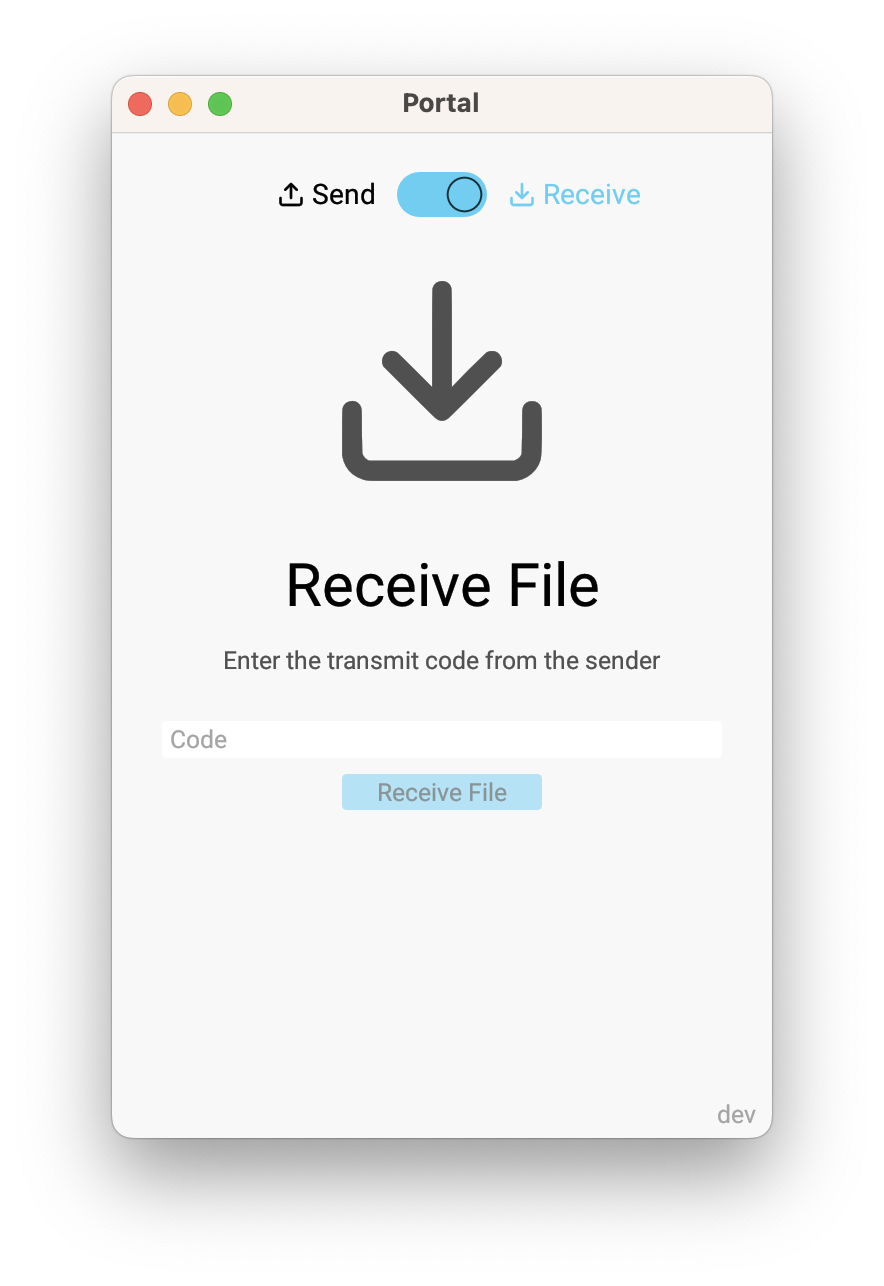 Portal
Send Receive
Receive File
Enter the transmit code from the sender
Code
Receive File
dev